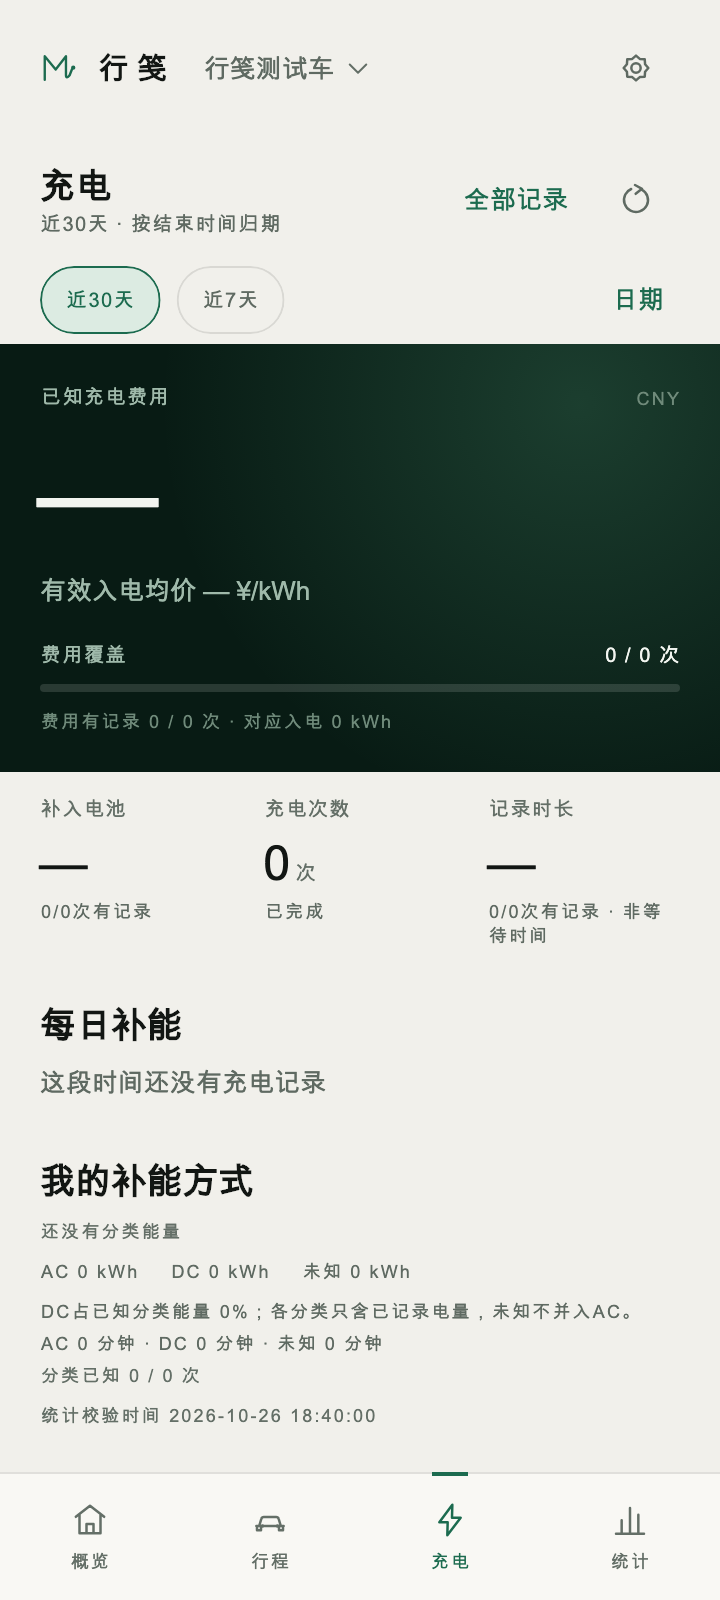 行笺 行笺测试车
充电
近30天 · 按结束时间归期
全部记录
近30天 近7天 日期
已知充电费用 CNY
—
有效入电均价 — ¥/kWh
费用覆盖 0 / 0 次
费用有记录 0 / 0 次 · 对应入电 0 kWh
补入电池 充电次数 记录时长
— 0 次 —
0/0次有记录 已完成 0/0次有记录 · 非等
待时间
每日补能
这段时间还没有充电记录
我的补能方式
还没有分类能量
AC 0 kWh DC 0 kWh 未知 0 kWh
DC占已知分类能量 0%；各分类只含已记录电量，未知不并入AC。
AC 0 分钟 · DC 0 分钟 · 未知 0 分钟
分类已知 0 / 0 次
统计校验时间 2026-10-26 18:40:00
概览 行程 充电 统计